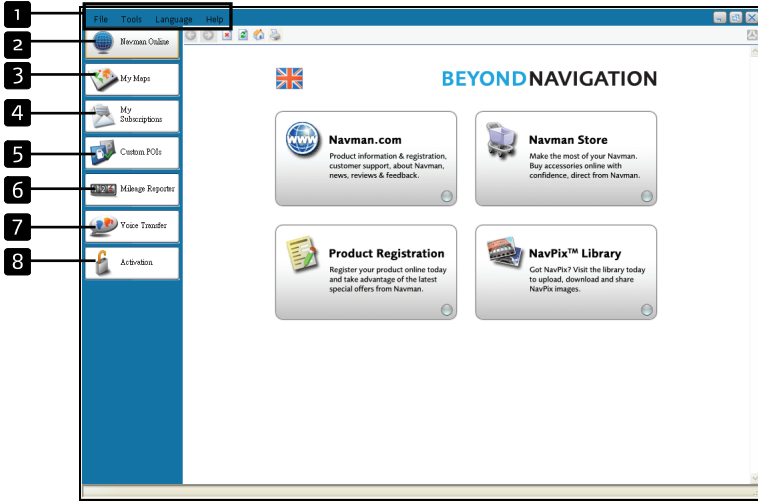 1
File Tools Language Help
2
Navman Online
3
My Maps
4
My
Subscriptions
5
Custom POIs
6
Mileage Reporter
7
Voice Transfer
8
Activation
BEYONDNAVIGATION
www
Navman.com
Product information & registration,
customer support, about Navman,
news, reviews & feedback.
Navman Store
Make the most of your Navman.
Buy accessories online with
confidence, direct from Navman.
Product Registration
Register your product online today
and take advantage of the latest
special offers from Navman.
NavPix™ Library
Got NavPix? Visit the library today
to upload, download and share
NavPix images.